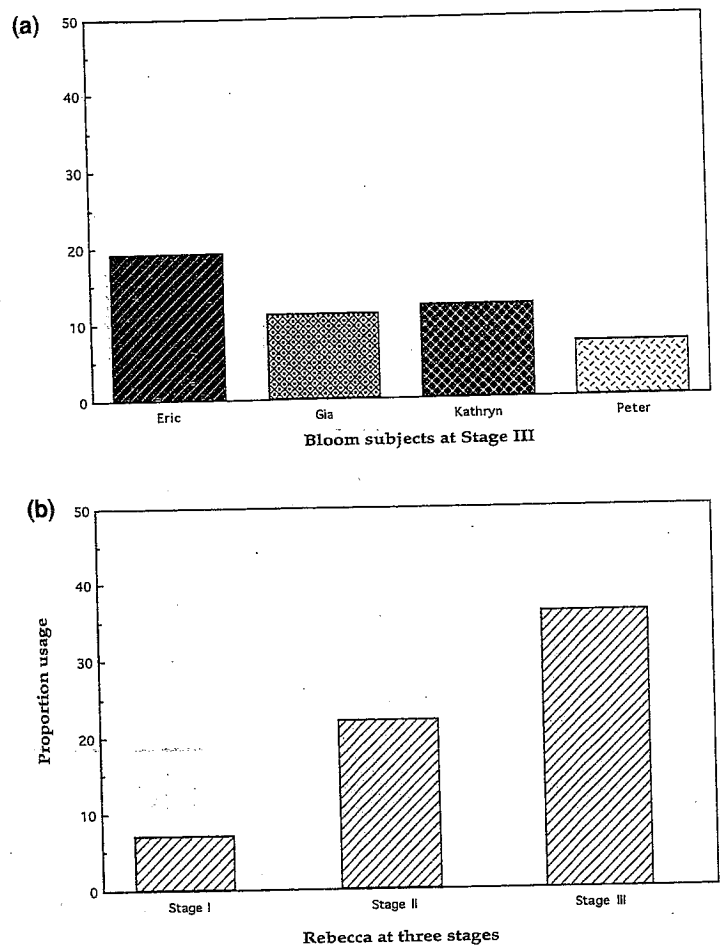 (a)
50
40
30
20
10
0
Eric Gia Kathryn Peter
Bloom subjects at Stage III
(b)
Proportion usage
50
40
30
20
10
0
Stage I Stage II Stage III
Rebecca at three stages